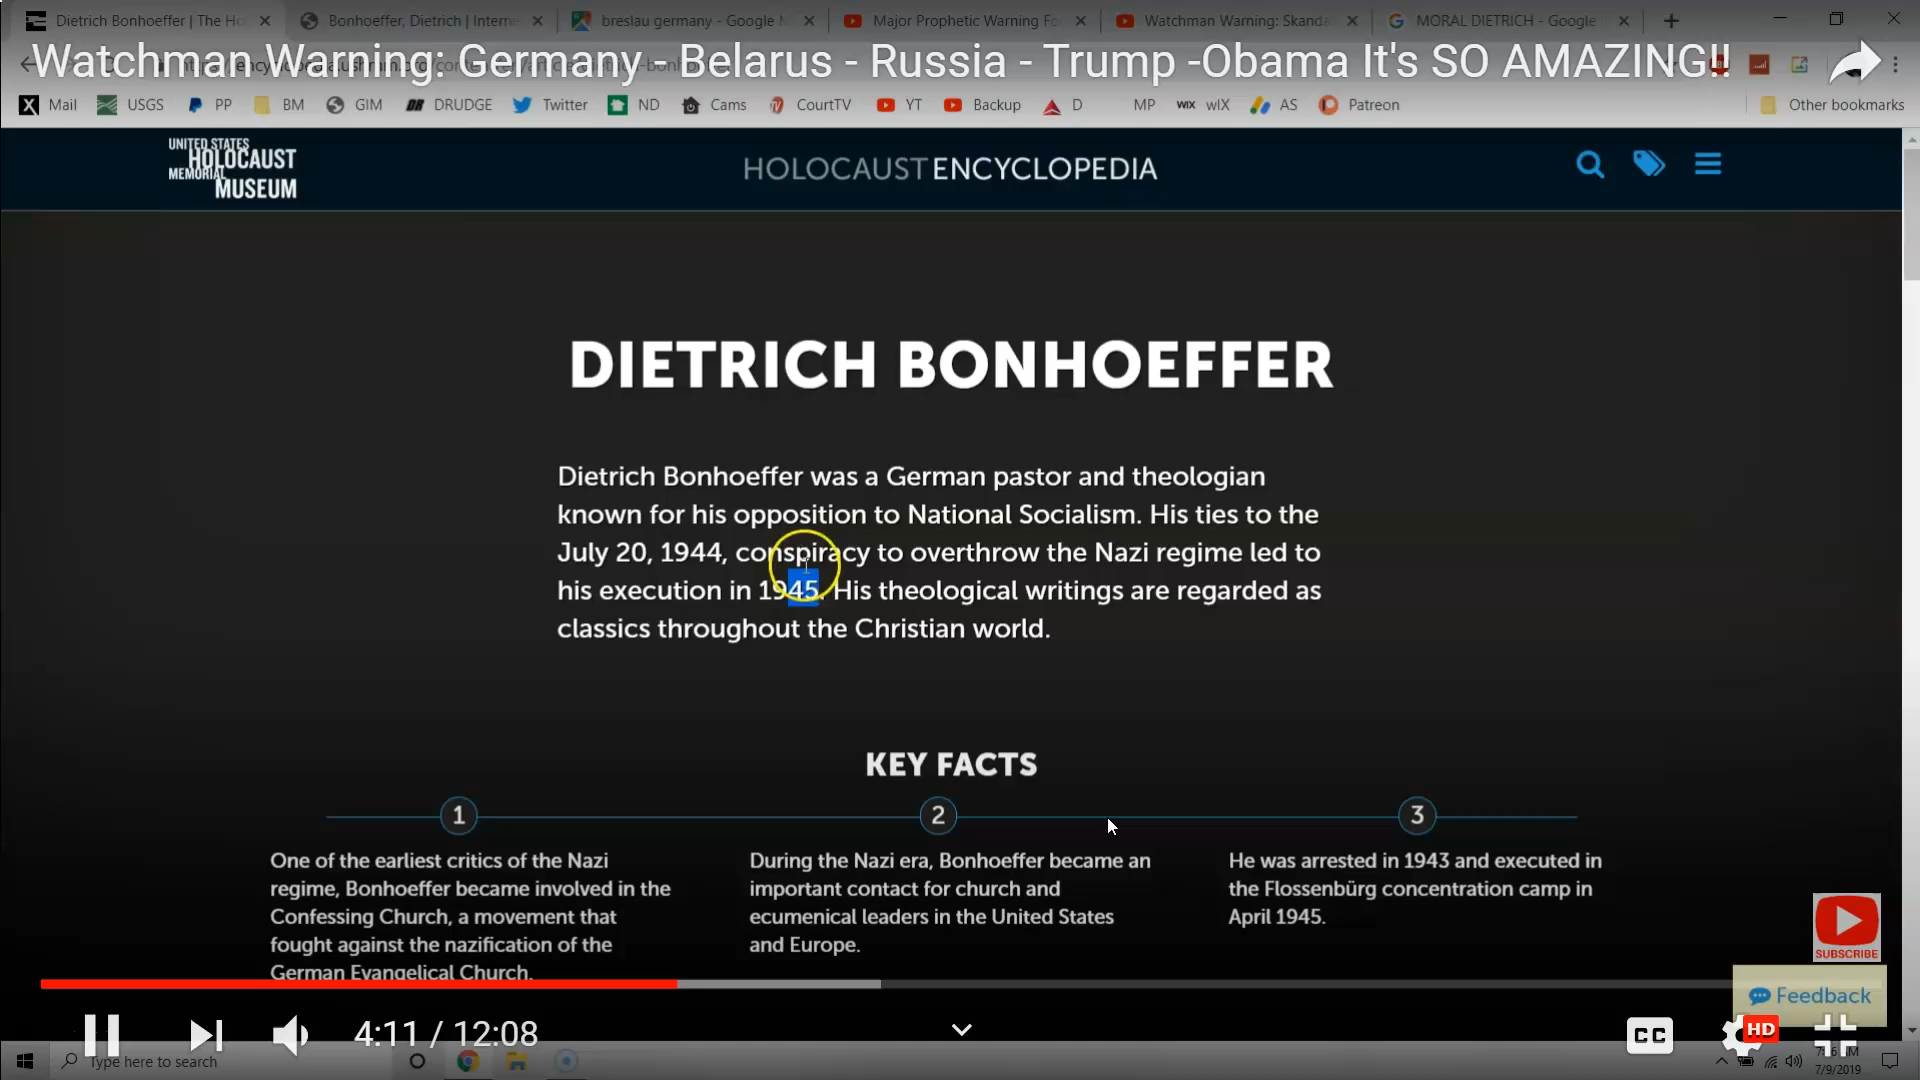 Dietrich Bonhoeffer | The Ho
Bonhoeffer, Dietrich | Interne
breslau germany - Google M
Major Prophetic Warning Fo
Watchman Warning: Skanda
MORAL DIETRICH - Google
Watchman Warning: Germany - Belarus - Russia - Trump -Obama It's SO AMAZING!!
X Mail USGS PP BM GIM DRUDGE Twitter ND Cams CourtTV YT Backup D MP WIX wIX AS Patreon Other bookmarks
UNITED STATES
HOLOCAUST
MEMORIAL
MUSEUM
HOLOCAUST ENCYCLOPEDIA
DIETRICH BONHOEFFER
Dietrich Bonhoeffer was a German pastor and theologian
known for his opposition to National Socialism. His ties to the
July 20, 1944, conspiracy to overthrow the Nazi regime led to
his execution in 1945. His theological writings are regarded as
classics throughout the Christian world.
KEY FACTS
1
2
3
One of the earliest critics of the Nazi
regime, Bonhoeffer became involved in the
Confessing Church, a movement that
fought against the nazification of the
German Evangelical Church.
During the Nazi era, Bonhoeffer became an
important contact for church and
ecumenical leaders in the United States
and Europe.
He was arrested in 1943 and executed in
the Flossenbürg concentration camp in
April 1945.
SUBSCRIBE
Feedback
4:11 / 12:08
CC
HD
Type here to search
7/9/2019